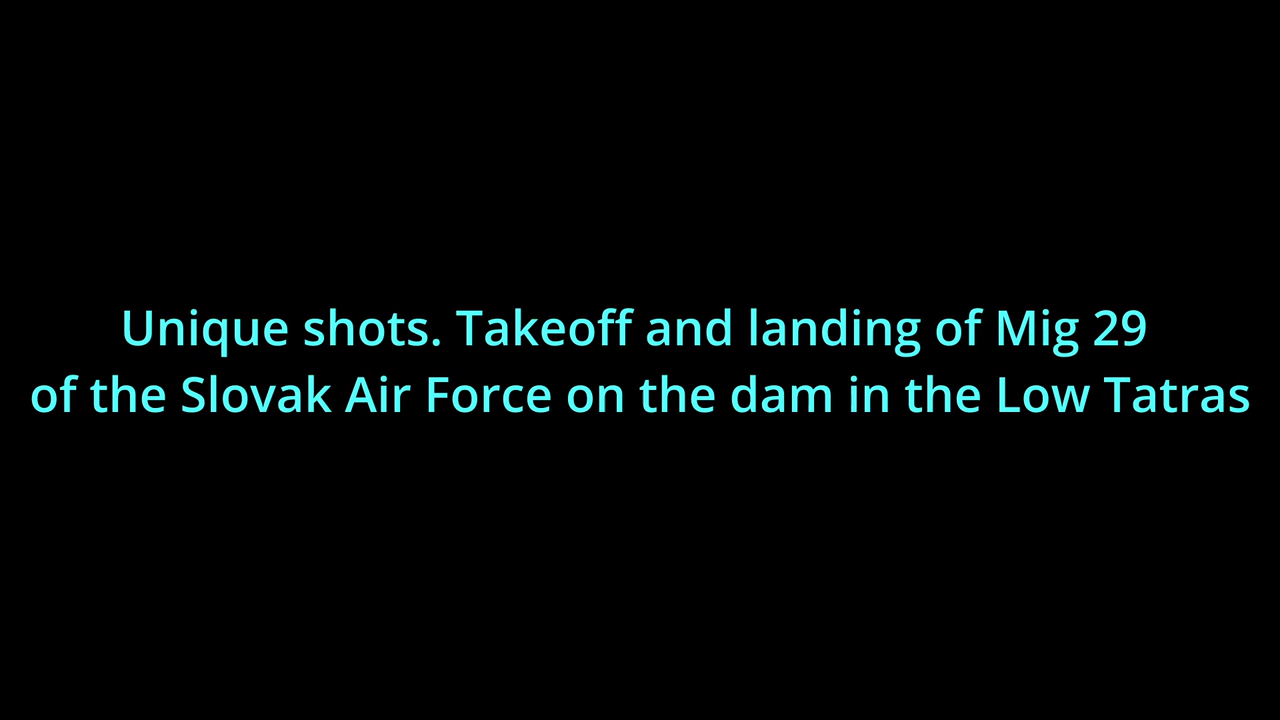 Unique shots. Takeoff and landing of Mig 29
of the Slovak Air Force on the dam in the Low Tatras